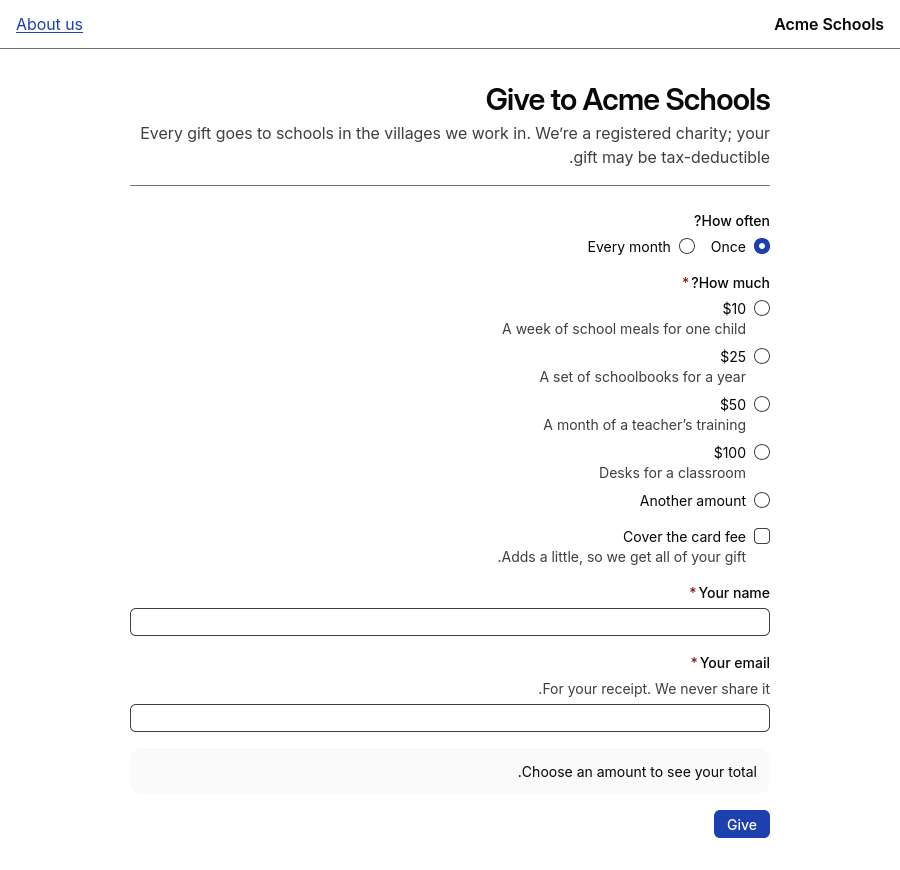 Acme Schools
About us
Give to Acme Schools
Every gift goes to schools in the villages we work in. We’re a registered charity; your
gift may be tax-deductible.
How often?
Once
Every month
How much? *
$10
A week of school meals for one child
$25
A set of schoolbooks for a year
$50
A month of a teacher’s training
$100
Desks for a classroom
Another amount
Cover the card fee
Adds a little, so we get all of your gift.
Your name *
Your email *
For your receipt. We never share it.
Choose an amount to see your total.
Give